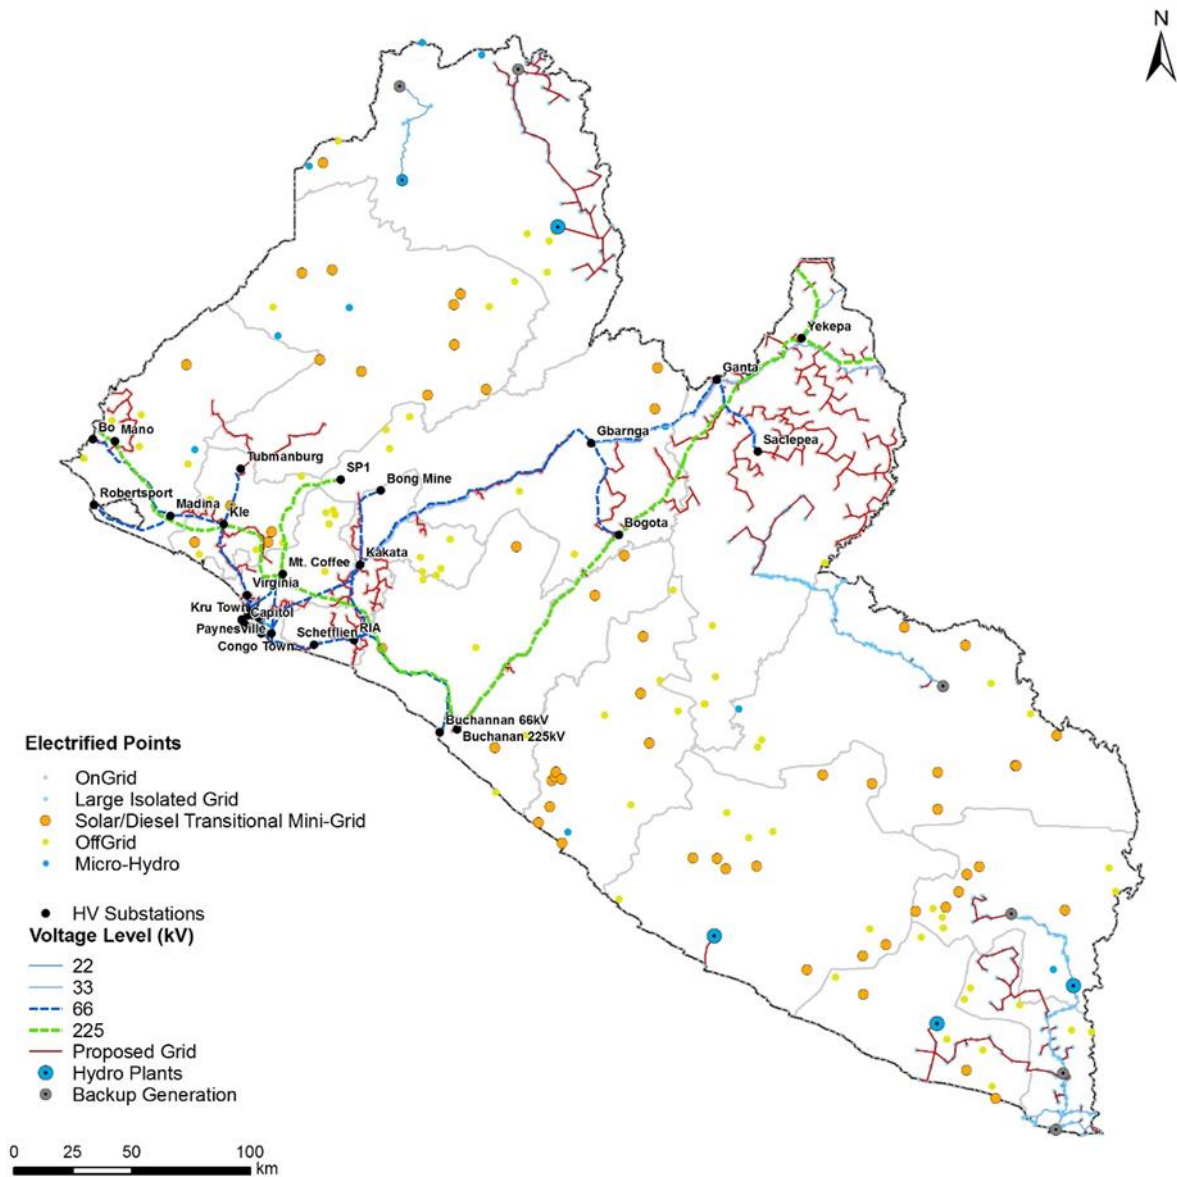 N
Yekepa
Ganta
Gbarnga
Saclepea
Bo Mano
Tubmanburg
SP1
Bong Mine
Robertsport
Madina
Kle
Bogota
Mt. Coffee
Kakata
Virginia
Kru Town
Capitol
Paynesville
Schefflien
RIA
Congo Town
Buchannan 66kV
Buchanan 225kV
Electrified Points
OnGrid
Large Isolated Grid
Solar/Diesel Transitional Mini-Grid
OffGrid
Micro-Hydro
HV Substations
Voltage Level (kV)
22
33
66
225
Proposed Grid
Hydro Plants
Backup Generation
0 25 50 100
km